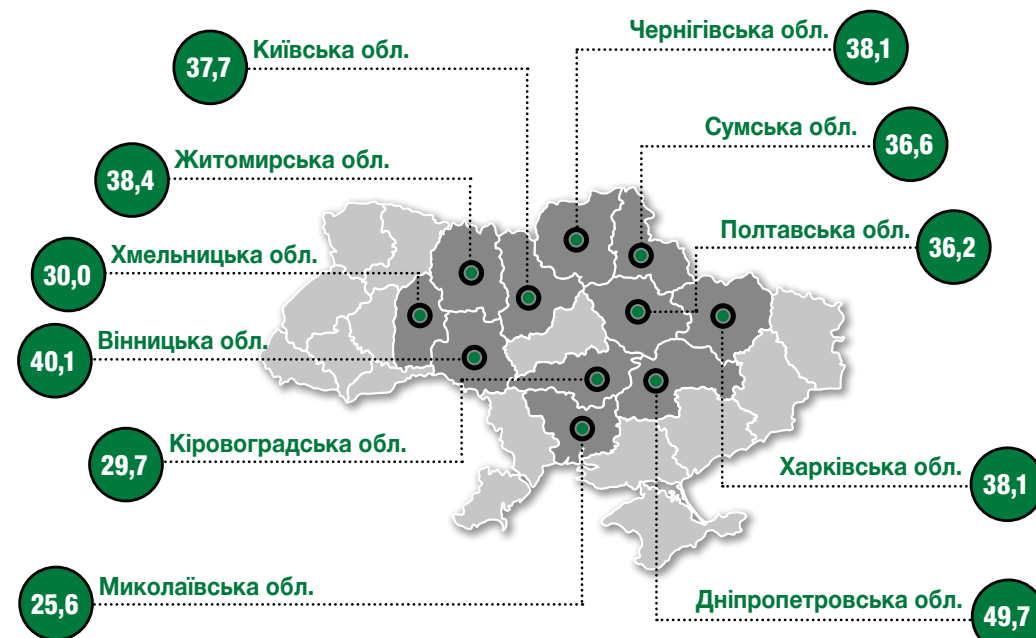 Чернігівська обл.
38,1
Київська обл.
37,7
Сумська обл.
36,6
Житомирська обл.
38,4
Полтавська обл.
36,2
Хмельницька обл.
30,0
Вінницька обл.
40,1
Кіровоградська обл.
29,7
Харківська обл.
38,1
Миколаївська обл.
25,6
Дніпропетровська обл.
49,7